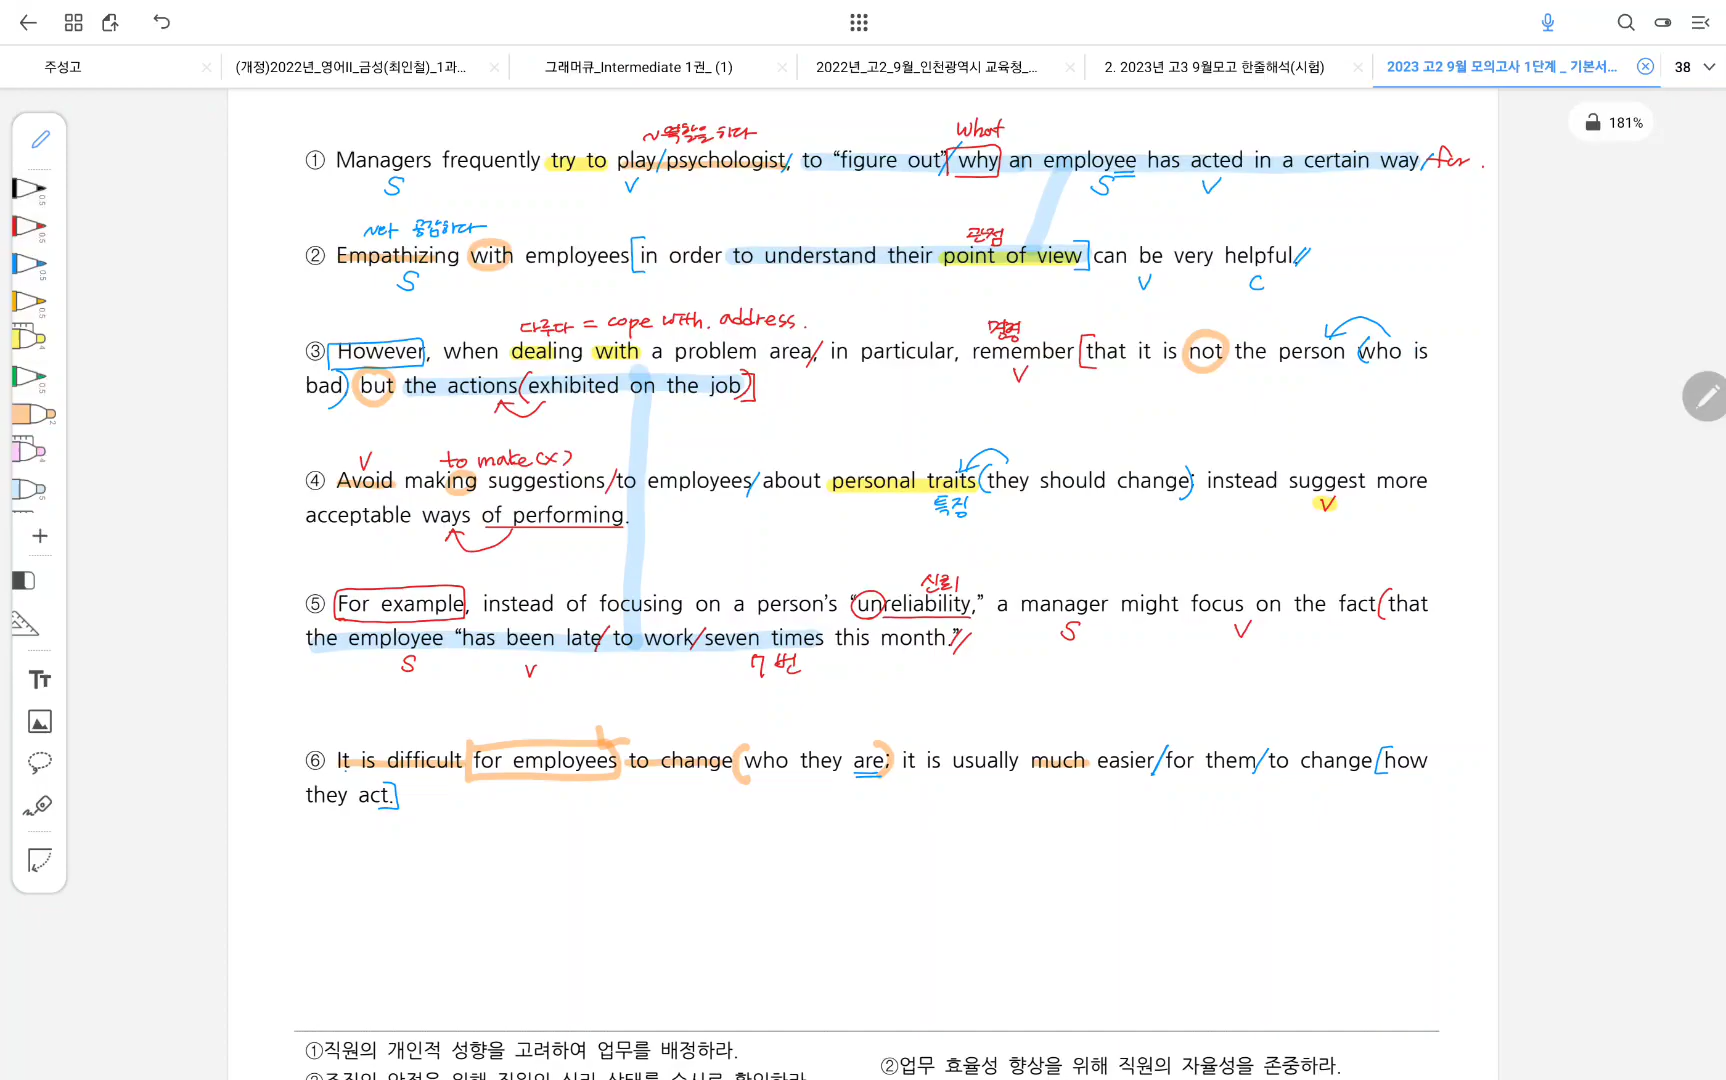 주성고
(개정)2022년_영어II_금성(최인철)_1과...
그래머큐_Intermediate 1권_ (1)
2022년_고2_9월_인천광역시 교육청_...
2. 2023년 고3 9월모고 한줄해석(시험)
2023 고2 9월 모의고사 1단계 _ 기본서...
38
181%
~역할을 하다
what
① Managers frequently try to play psychologist, to “figure out” why an employee has acted in a certain way for .
S V S V
~와 공감하다
관점
② Empathizing with employees in order to understand their point of view can be very helpful.
S V C
다루다 = cope with. address.
명령
③ However, when dealing with a problem area, in particular, remember that it is not the person who is
V
bad but the actions exhibited on the job
V to make(x)
④ Avoid making suggestions to employees about personal traits they should change; instead suggest more
특징 V
acceptable ways of performing.
신뢰
⑤ For example, instead of focusing on a person’s “unreliability,” a manager might focus on the fact that
S V
the employee “has been late to work seven times this month.”
S V 7번
⑥ It is difficult for employees to change who they are; it is usually much easier for them to change how
they act.
①직원의 개인적 성향을 고려하여 업무를 배정하라.
②업무 효율성 향상을 위해 직원의 자율성을 존중하라.
Tт